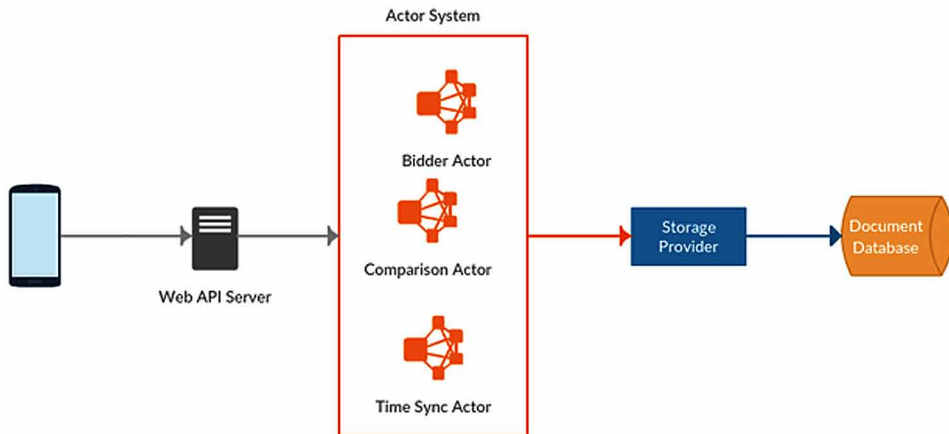 Actor System
Bidder Actor
Comparison Actor
Time Sync Actor
Web API Server
Storage
Provider
Document
Database